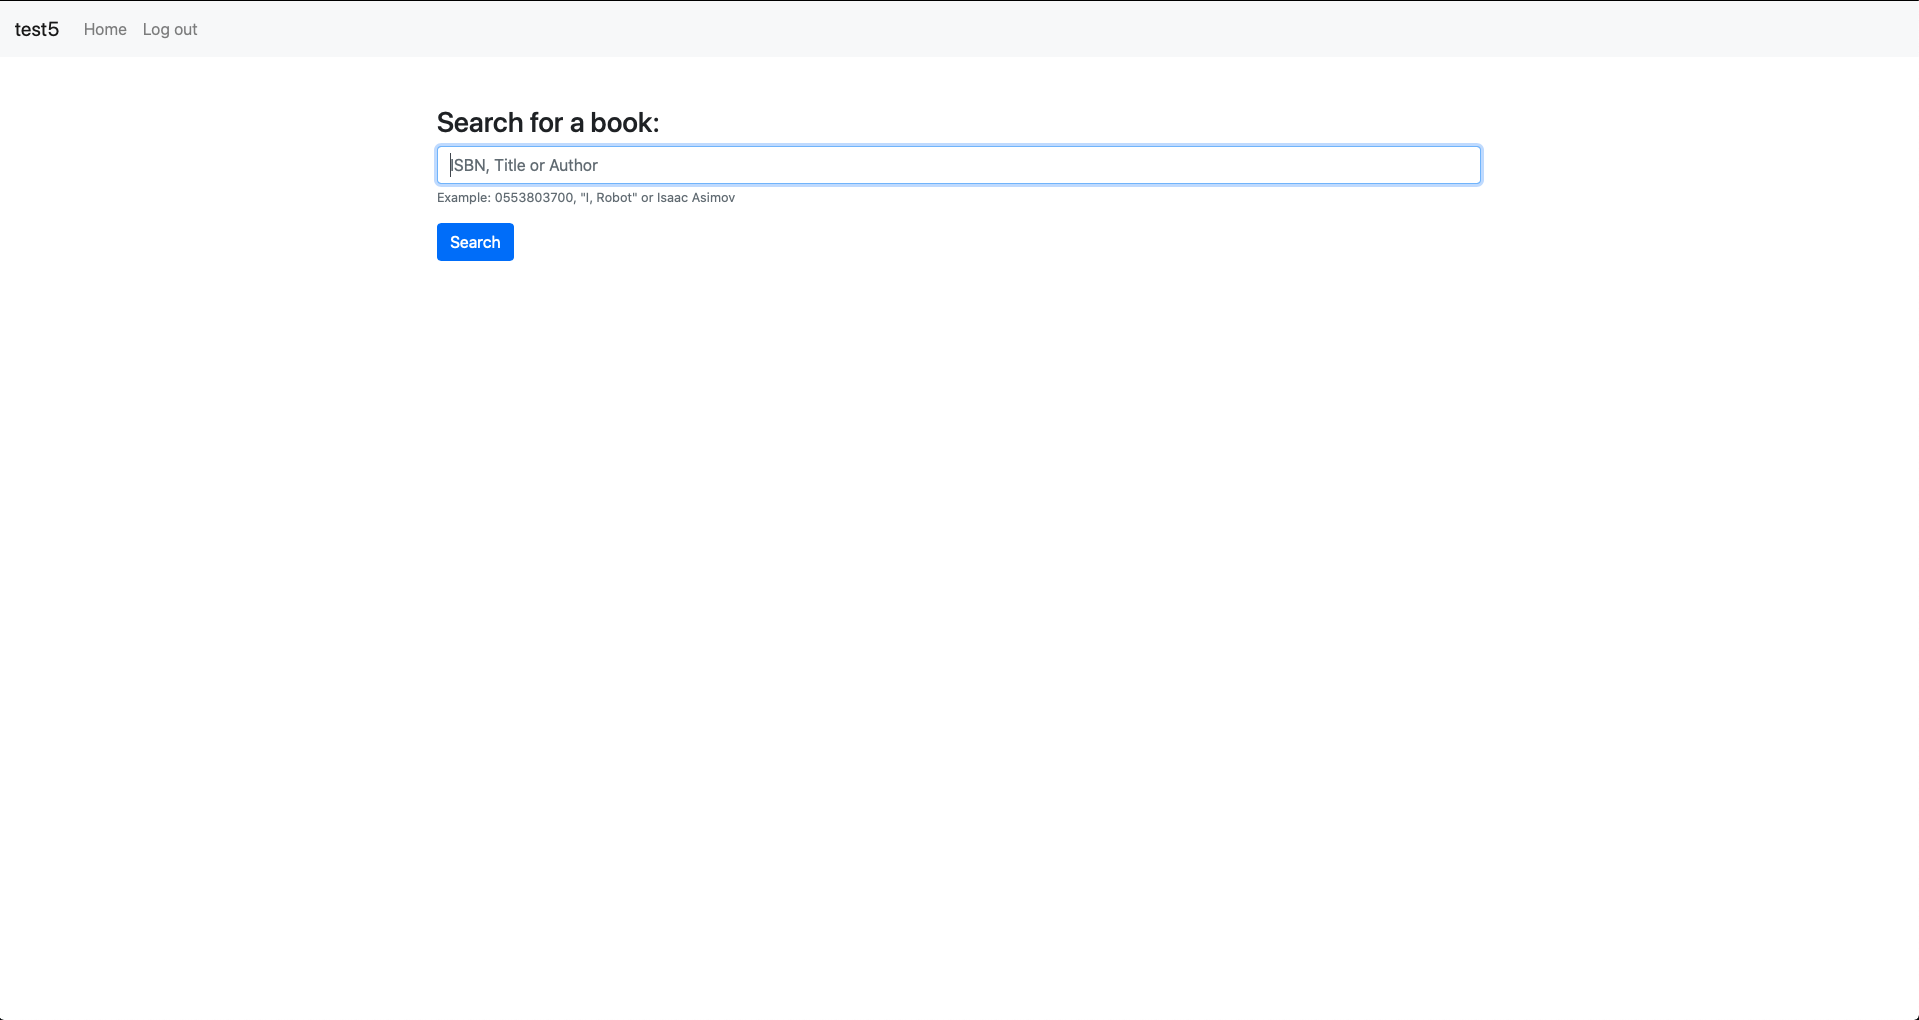 test5 Home Log out
Search for a book:
ISBN, Title or Author
Example: 0553803700, "I, Robot" or Isaac Asimov
Search